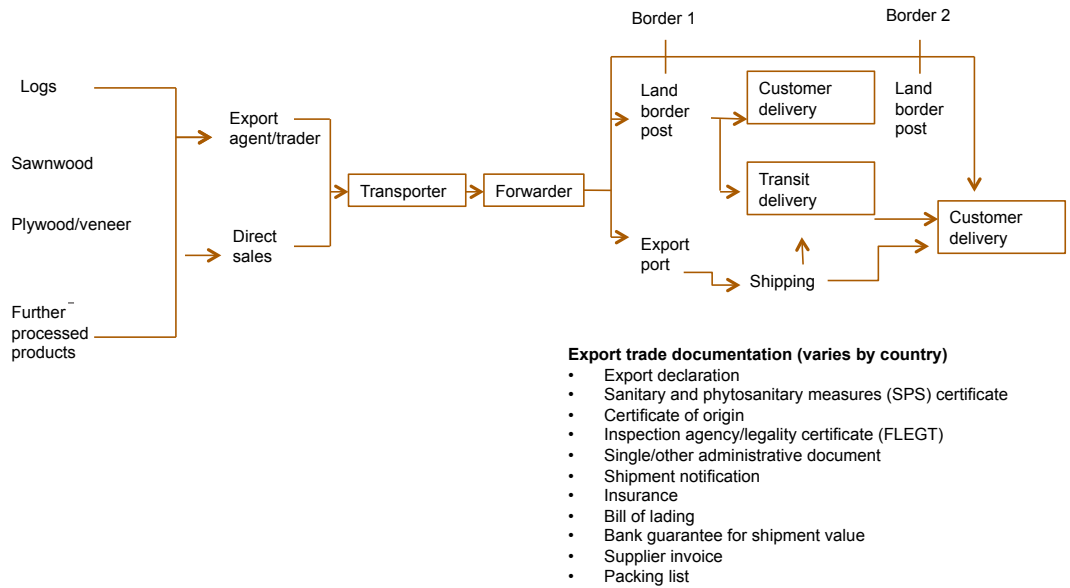 Border 1
Border 2
Logs
Sawnwood
Plywood/veneer
Further
processed
products
Export
agent/trader
Direct
sales
Transporter
Forwarder
Land
border
post
Export
port
Customer
delivery
Transit
delivery
Shipping
Land
border
post
Customer
delivery
Export trade documentation (varies by country)
• Export declaration
• Sanitary and phytosanitary measures (SPS) certificate
• Certificate of origin
• Inspection agency/legality certificate (FLEGT)
• Single/other administrative document
• Shipment notification
• Insurance
• Bill of lading
• Bank guarantee for shipment value
• Supplier invoice
• Packing list